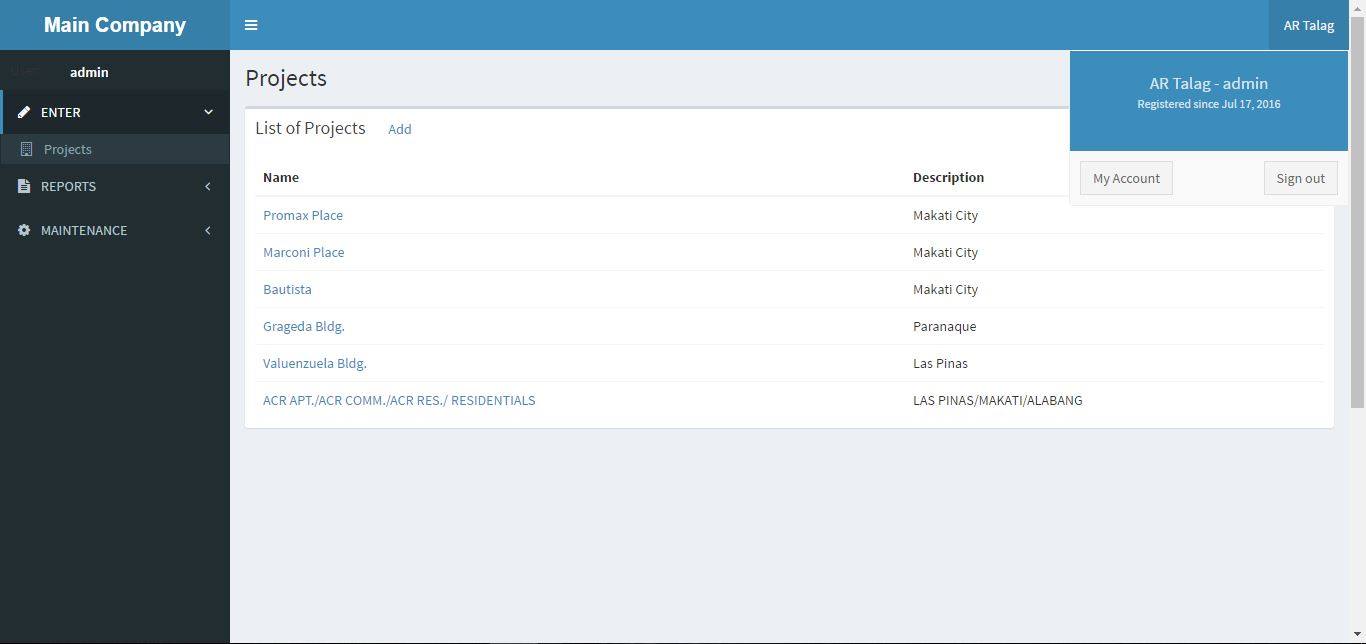 Main Company
AR Talag
User
admin
ENTER
Projects
REPORTS
MAINTENANCE
Projects
List of Projects Add
Name Description
Promax Place Makati City
Marconi Place Makati City
Bautista Makati City
Grageda Bldg. Paranaque
Valuenzuela Bldg. Las Pinas
ACR APT./ACR COMM./ACR RES./ RESIDENTIALS LAS PINAS/MAKATI/ALABANG
AR Talag - admin
Registered since Jul 17, 2016
My Account Sign out